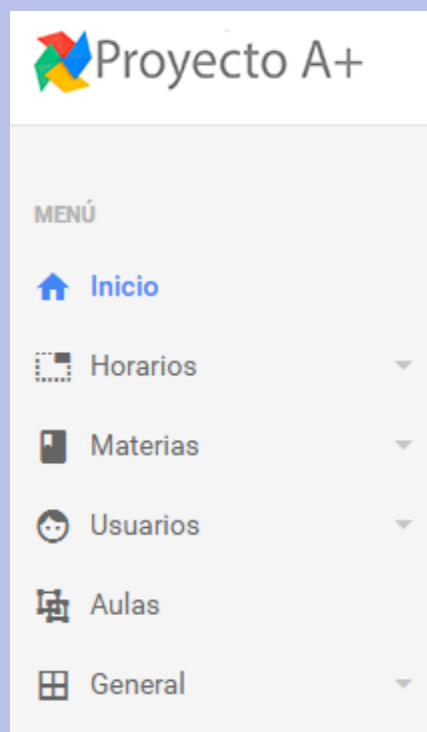 Proyecto A+
MENÚ
Inicio
Horarios
Materias
Usuarios
Aulas
General